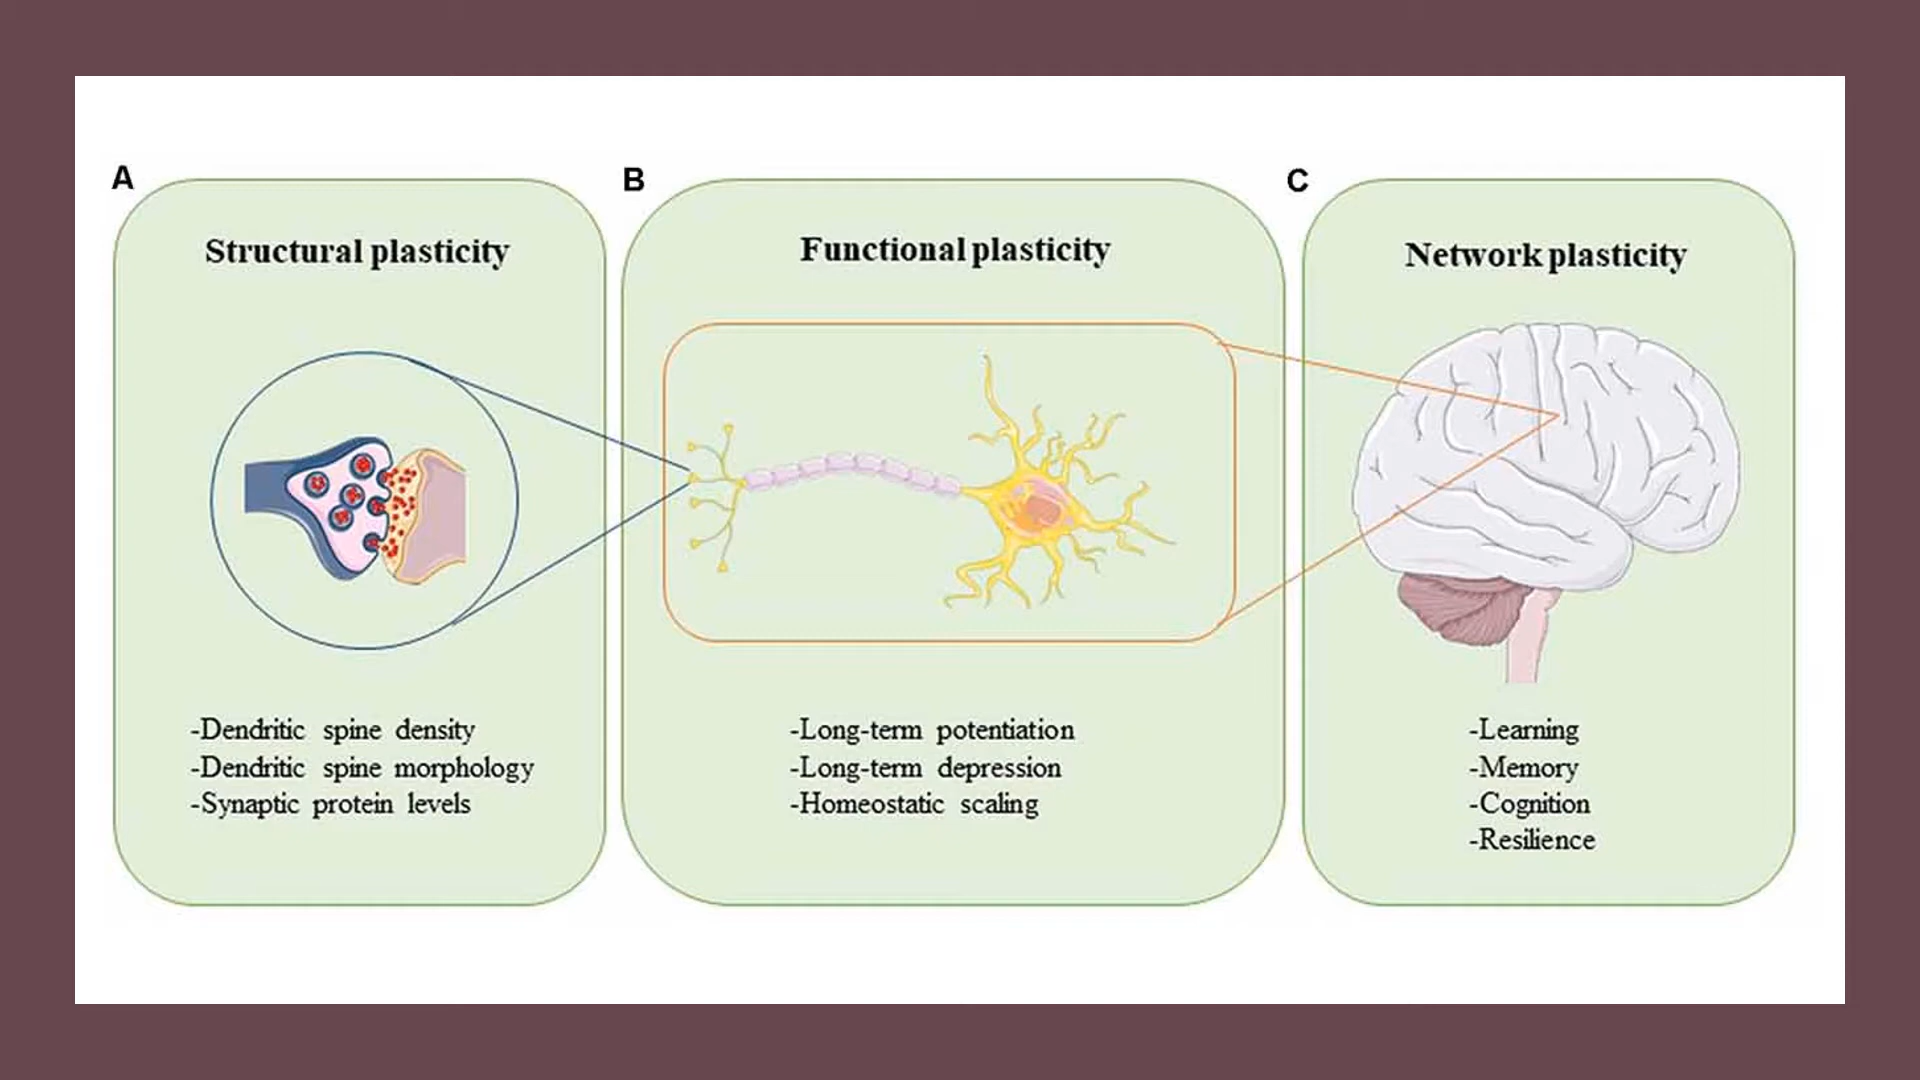 A
Structural plasticity
-Dendritic spine density
-Dendritic spine morphology
-Synaptic protein levels
B
Functional plasticity
-Long-term potentiation
-Long-term depression
-Homeostatic scaling
C
Network plasticity
-Learning
-Memory
-Cognition
-Resilience